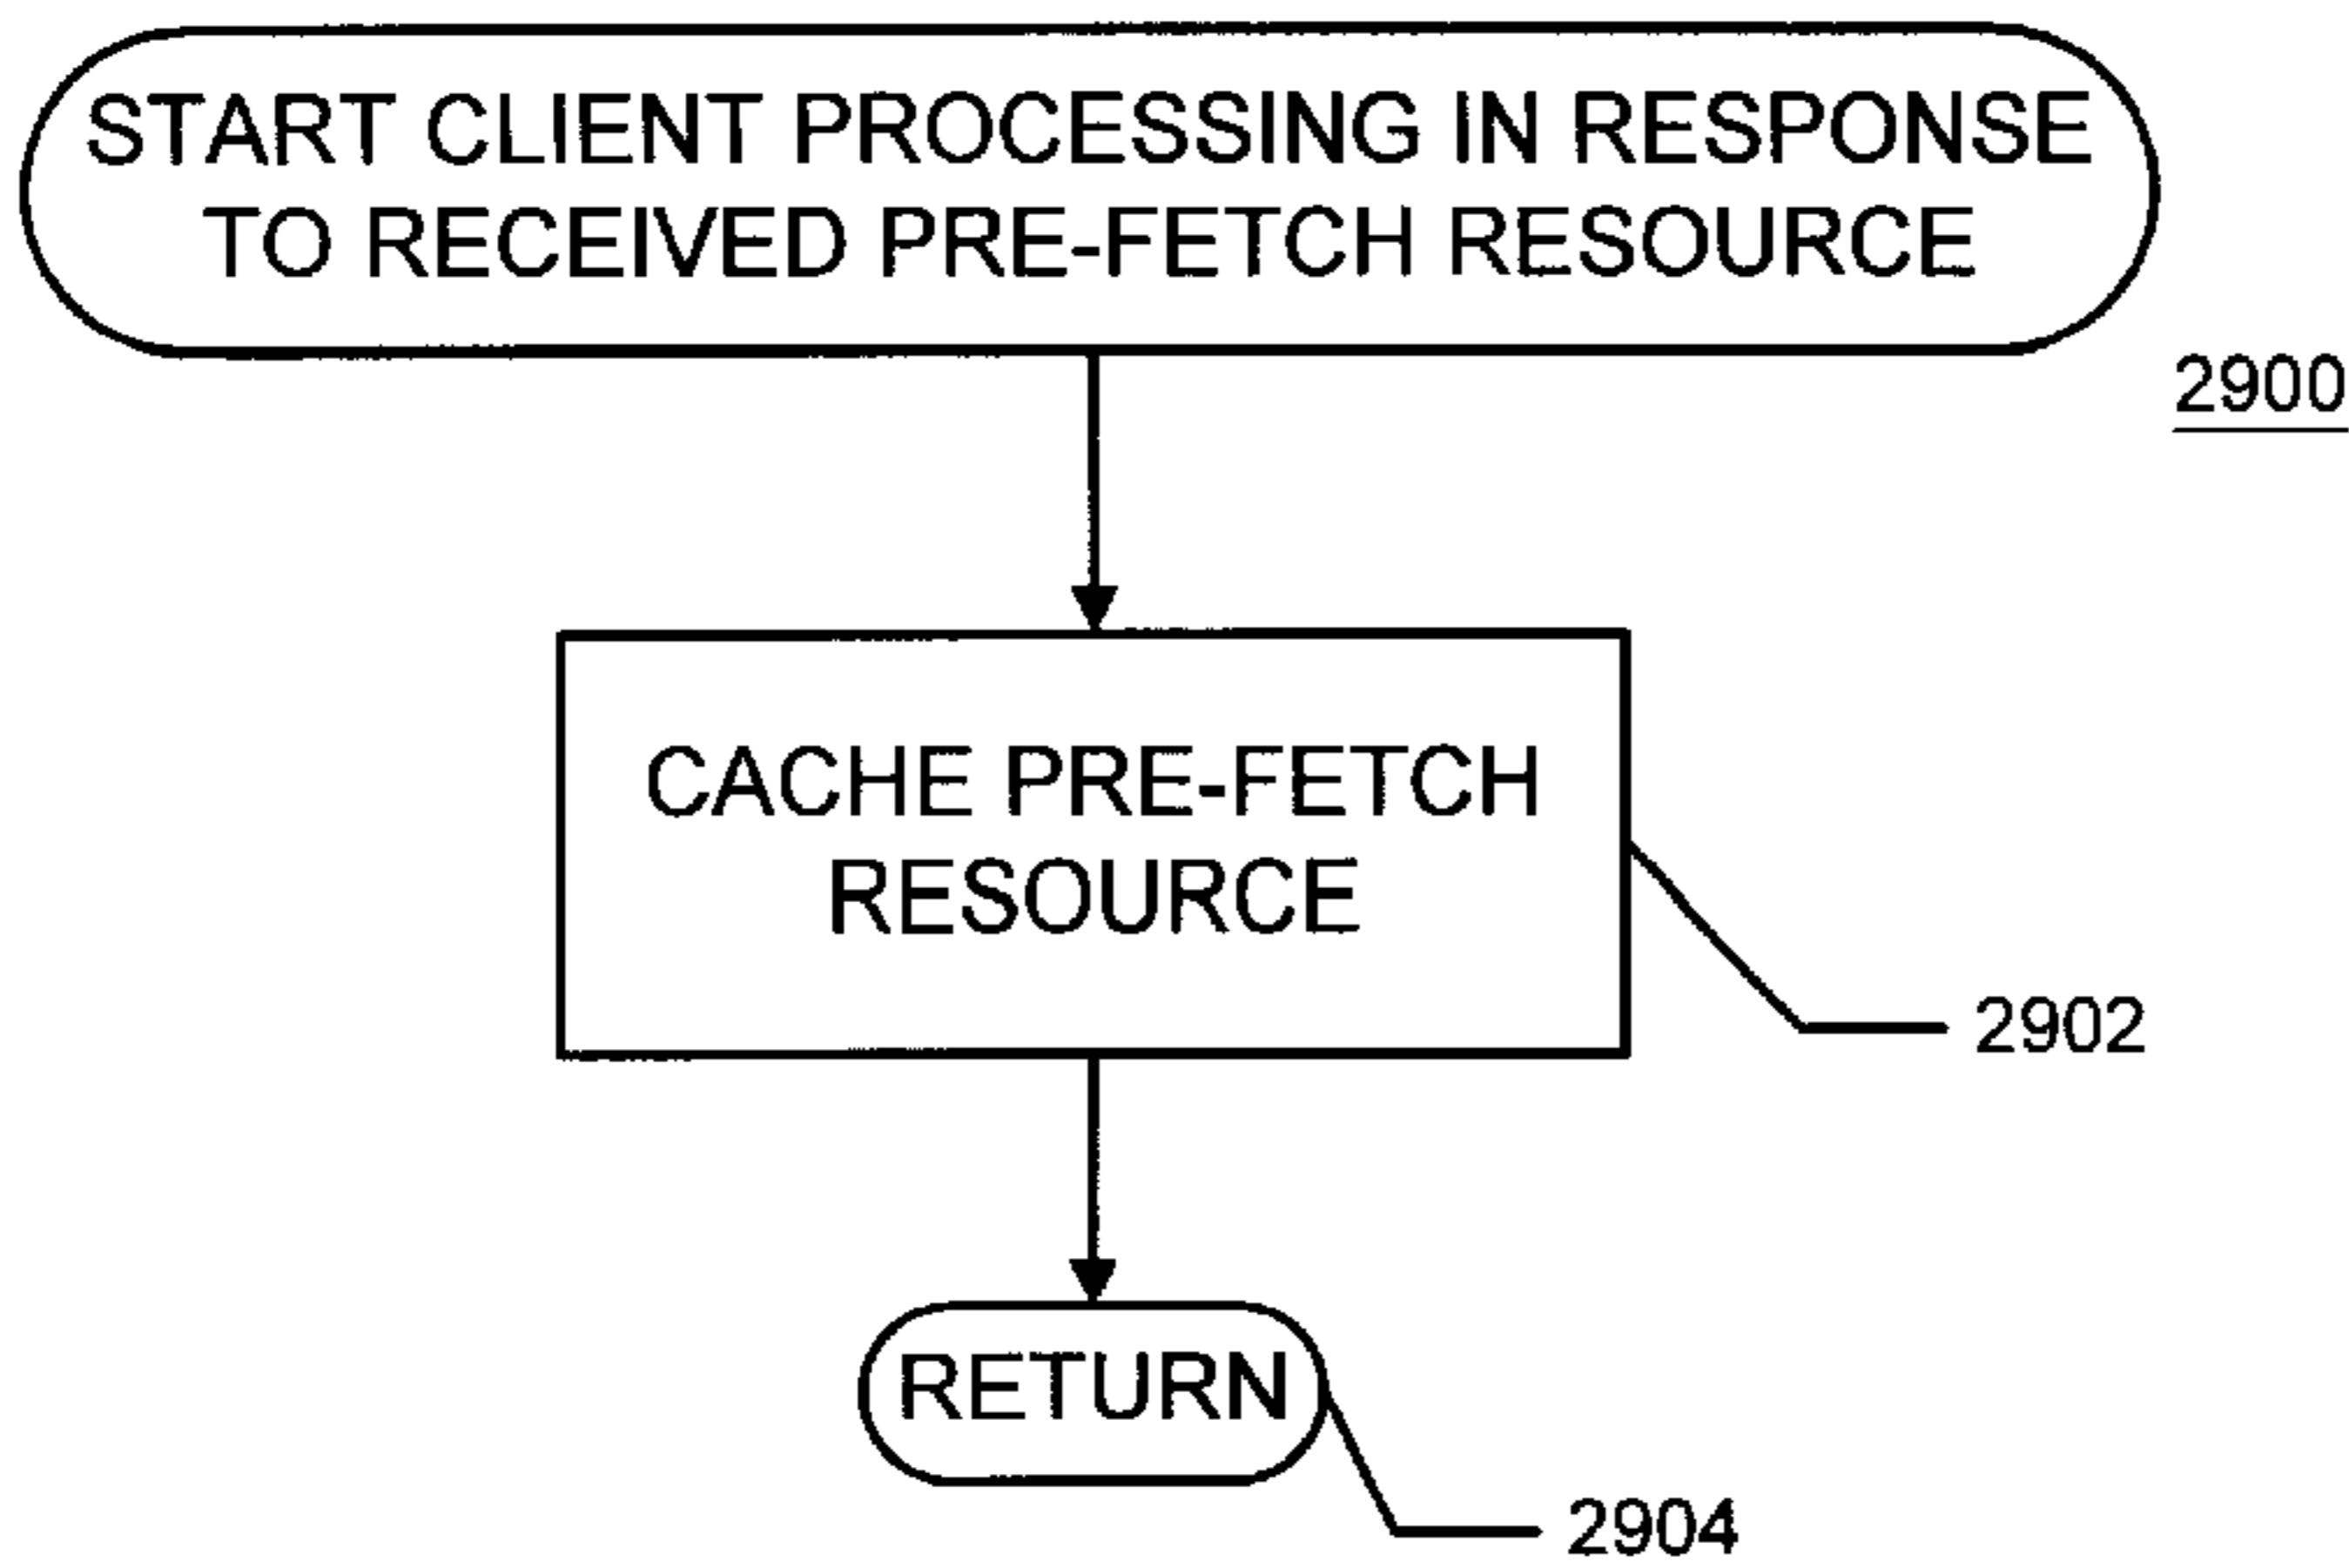 START CLIENT PROCESSING IN RESPONSE
TO RECEIVED PRE-FETCH RESOURCE
2900
CACHE PRE-FETCH
RESOURCE
2902
RETURN
2904